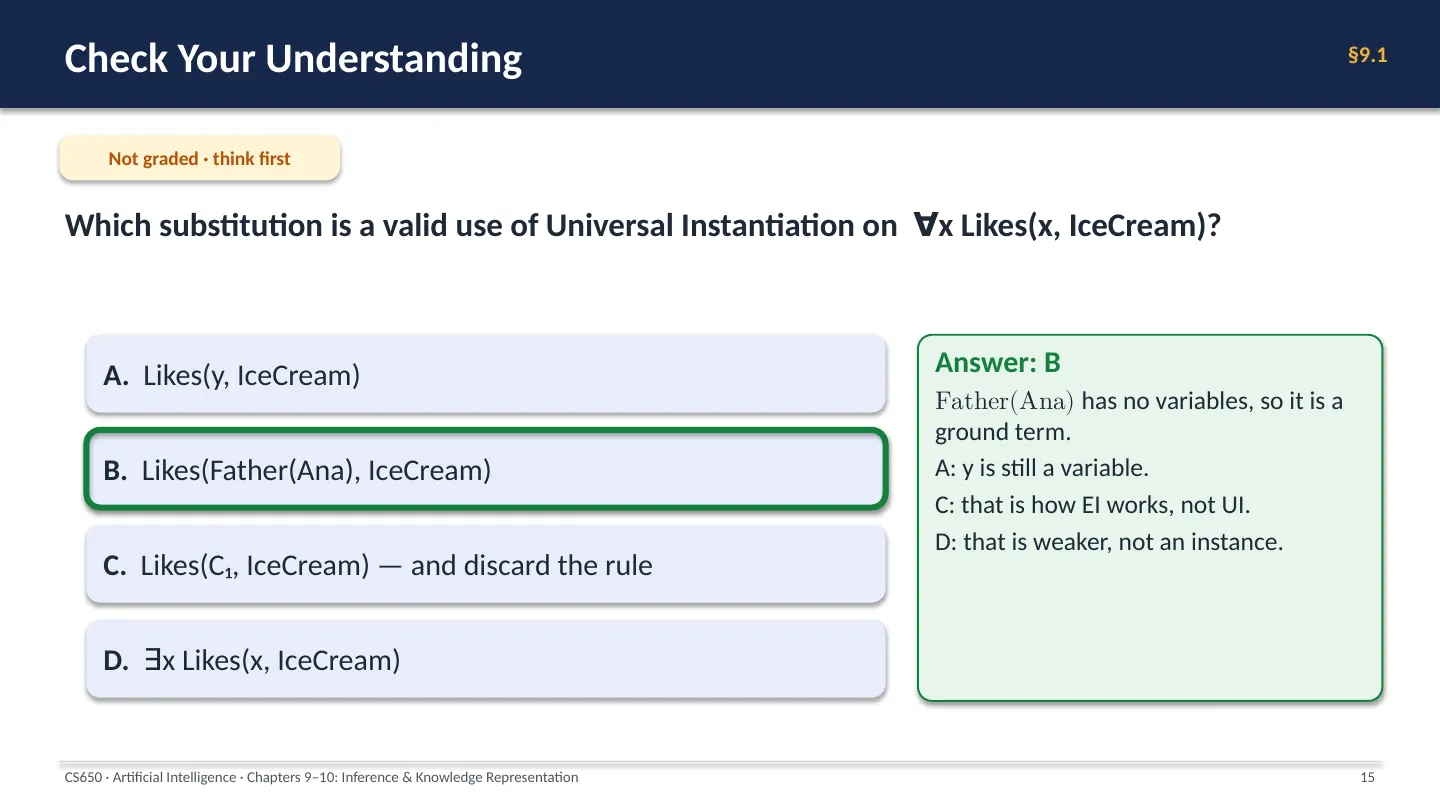 Check Your Understanding
§9.1
Not graded · think first
Which substitution is a valid use of Universal Instantiation on ∀x Likes(x, IceCream)?
A. Likes(y, IceCream)
B. Likes(Father(Ana), IceCream)
C. Likes(C₁, IceCream) — and discard the rule
D. ∃x Likes(x, IceCream)
Answer: B
Father(Ana) has no variables, so it is a
ground term.
A: y is still a variable.
C: that is how EI works, not UI.
D: that is weaker, not an instance.
CS650 · Artificial Intelligence · Chapters 9–10: Inference & Knowledge Representation
15